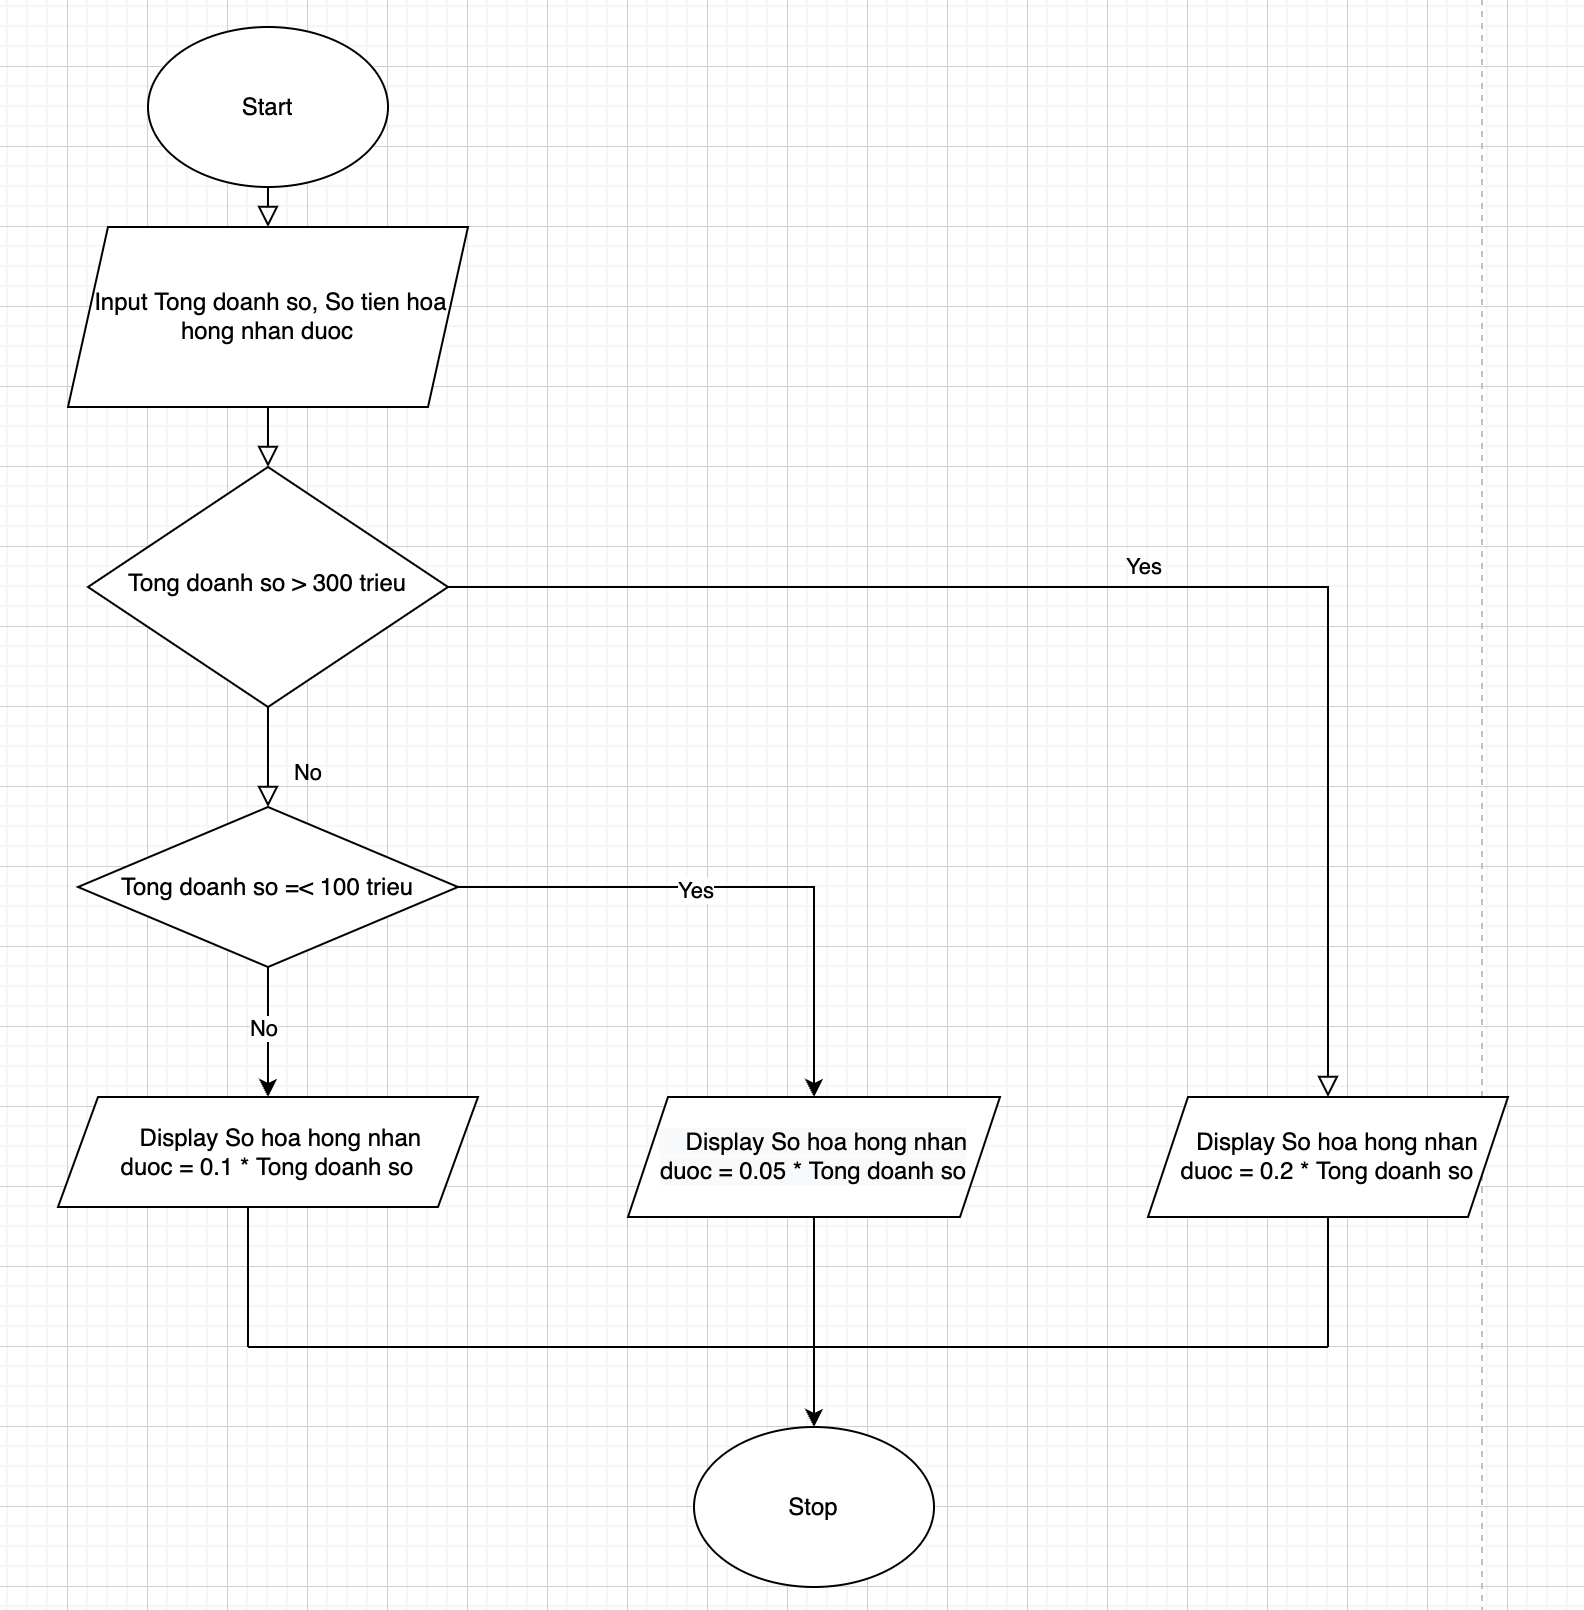 Start
Input Tong doanh so, So tien hoa
hong nhan duoc
Tong doanh so > 300 trieu
Yes
No
Tong doanh so =< 100 trieu
Yes
No
Display So hoa hong nhan
duoc = 0.1 * Tong doanh so
Display So hoa hong nhan
duoc = 0.05 * Tong doanh so
Display So hoa hong nhan
duoc = 0.2 * Tong doanh so
Stop